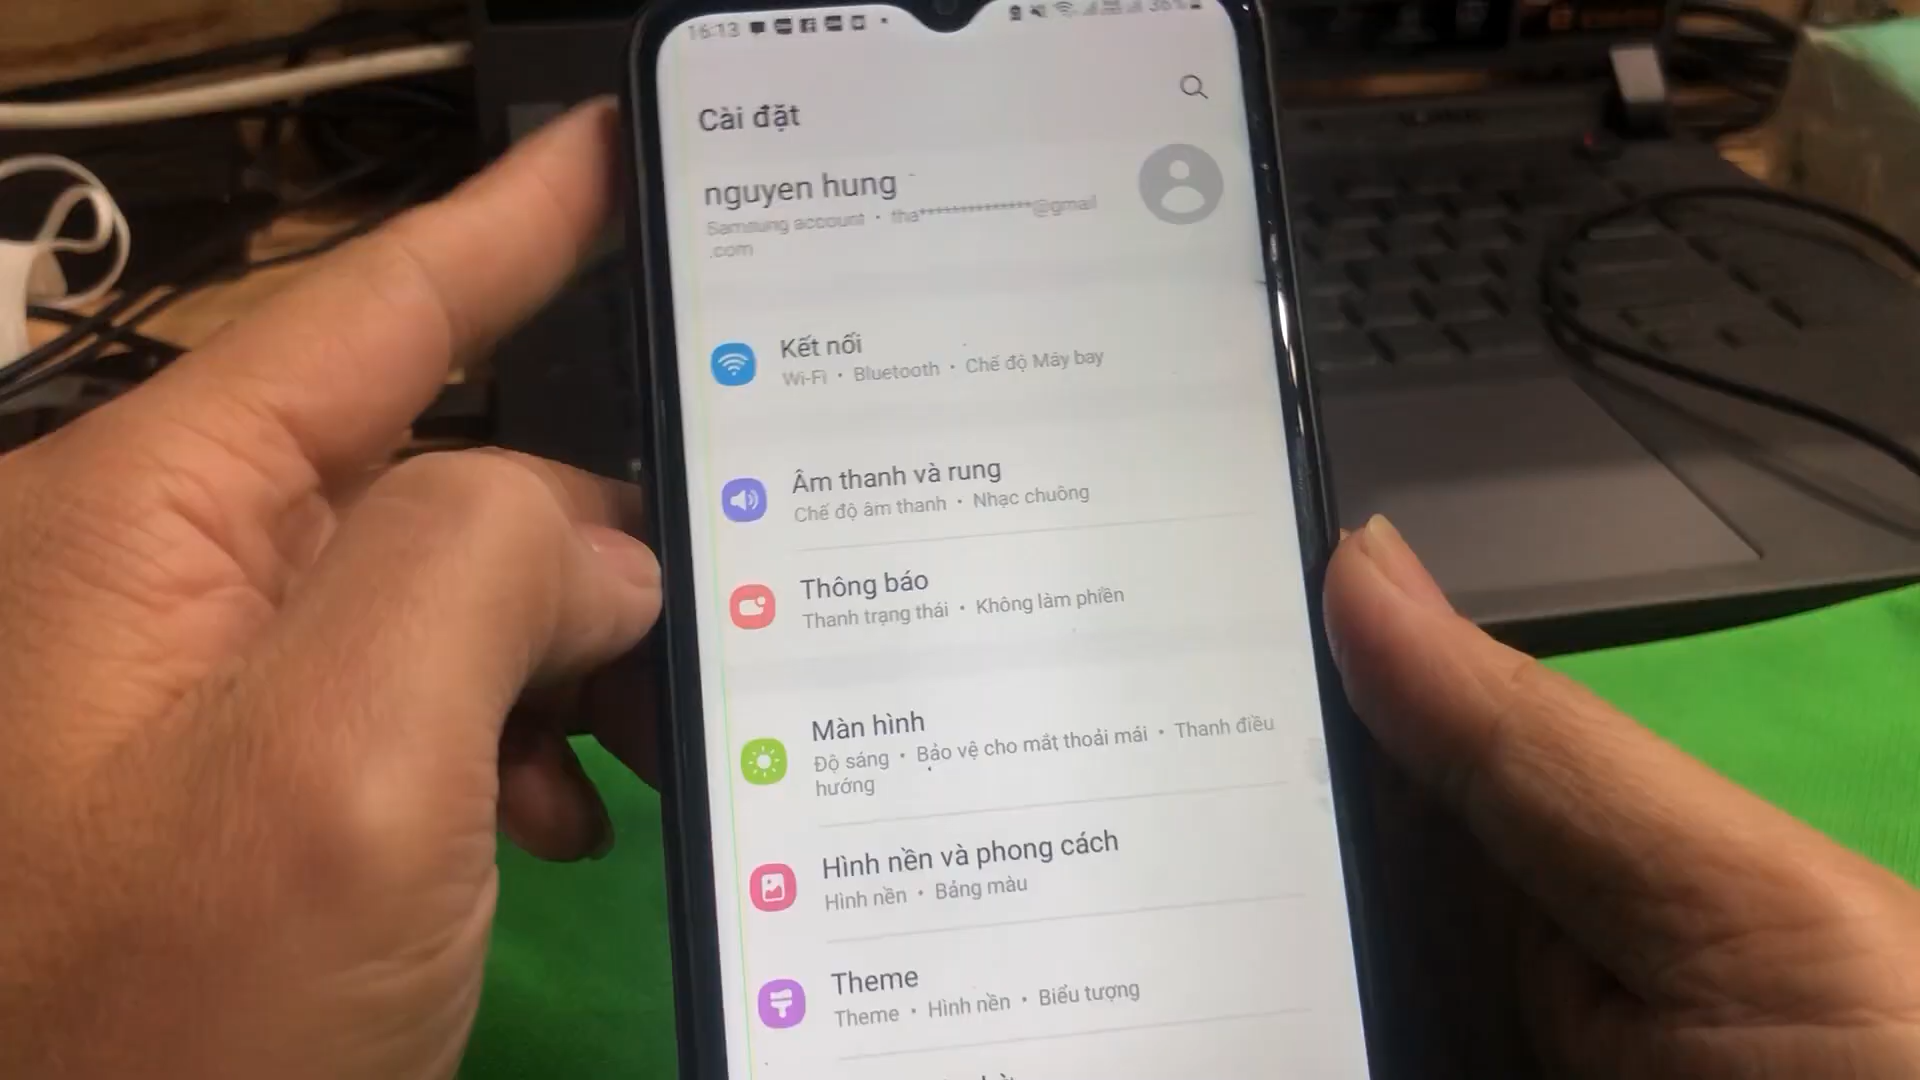 16:13
36%
Cài đặt
nguyen hung
Samsung account • tha**************@gmail
.com
Kết nối
Wi-Fi • Bluetooth • Chế độ Máy bay
Âm thanh và rung
Chế độ âm thanh • Nhạc chuông
Thông báo
Thanh trạng thái • Không làm phiền
Màn hình
Độ sáng • Bảo vệ cho mắt thoải mái • Thanh điều
hướng
Hình nền và phong cách
Hình nền • Bảng màu
Theme
Theme • Hình nền • Biểu tượng